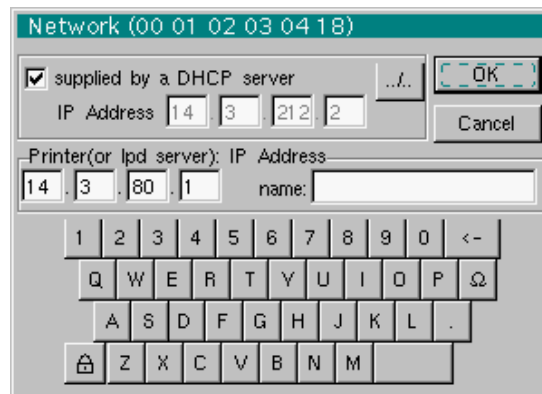 Network (00 01 02 03 04 18)
supplied by a DHCP server ../.. OK
IP Address 14 . 3 . 212 . 2
Cancel
Printer(or lpd server): IP Address
14 . 3 . 80 . 1 name:
1 2 3 4 5 6 7 8 9 0 <-
Q W E R T Y U I O P Ω
A S D F G H J K L .
Z X C V B N M